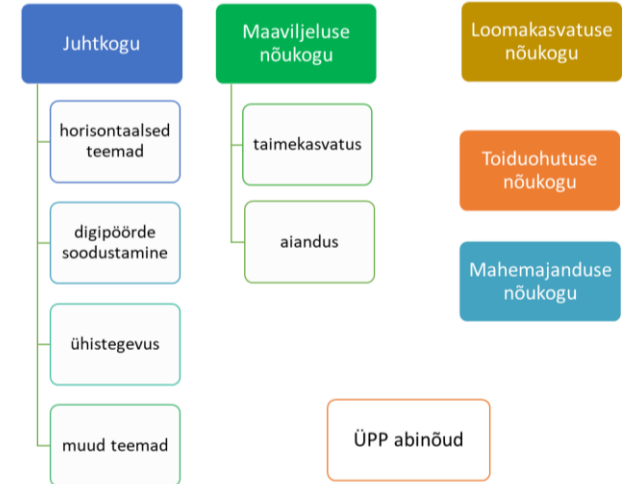 Juhtkogu
horisontaalsed
teemad
digipöörde
soodustamine
ühistegevus
muud teemad
Maaviljeluse
nõukogu
taimekasvatus
aiandus
Loomakasvatuse
nõukogu
Toiduohutuse
nõukogu
Mahemajanduse
nõukogu
ÜPP abinõud